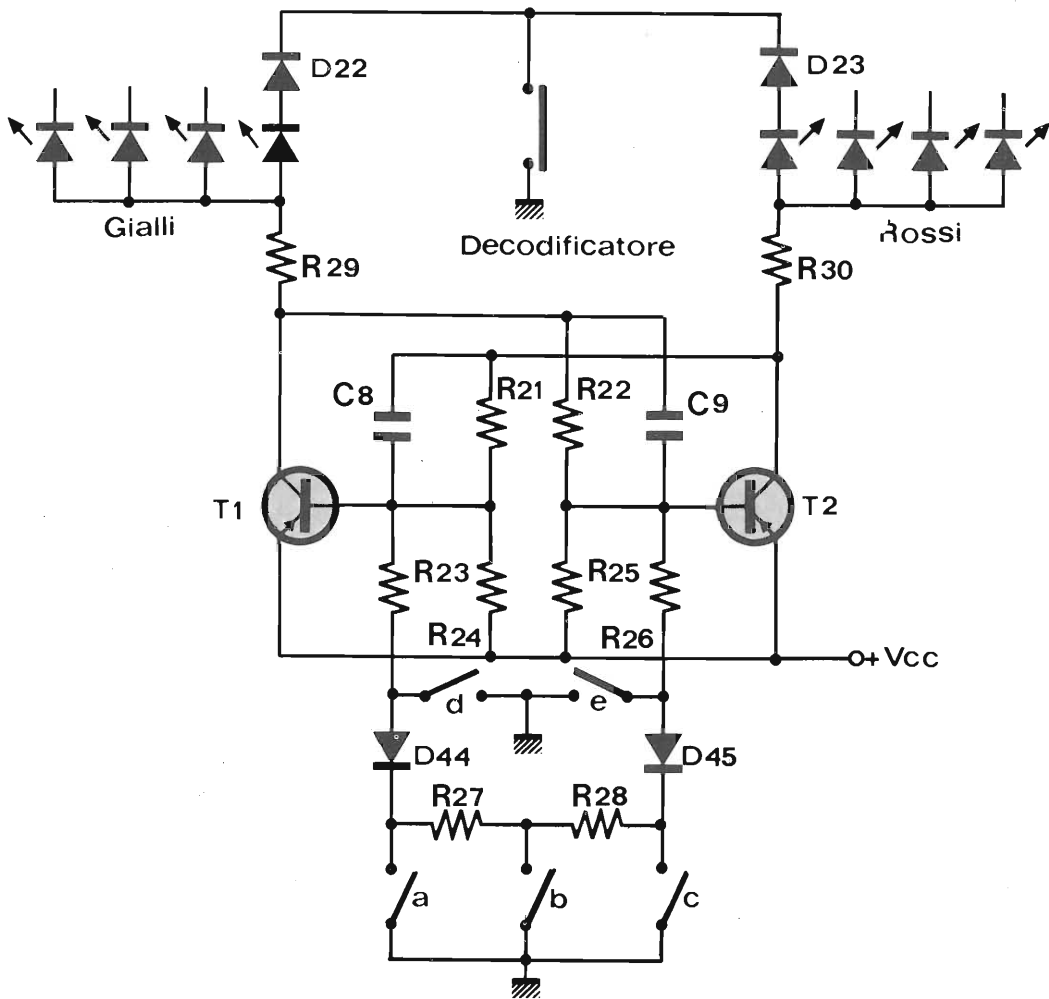 D22
D23
Gialli
Decodificatore
Rossi
R29
R30
C8
R21
R22
C9
T1
T2
R23
R25
R24
R26
+Vcc
d
e
D44
D45
R27
R28
a
b
c